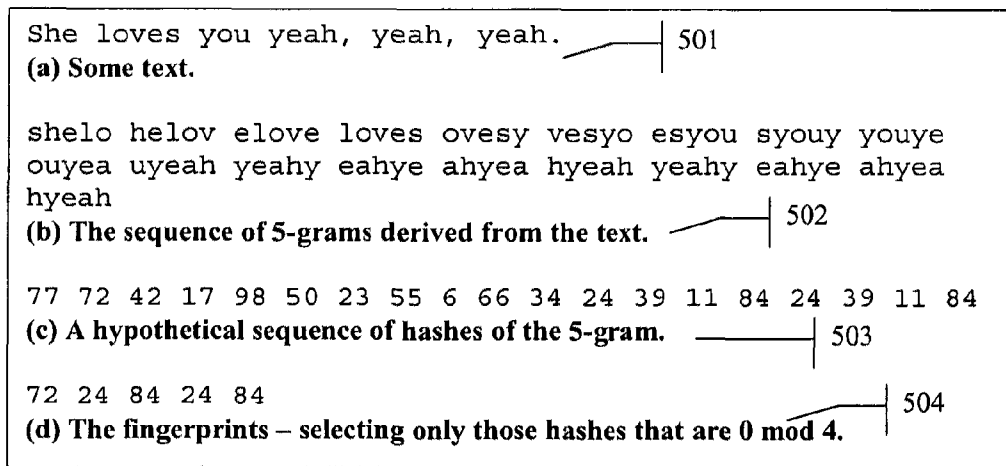 She loves you yeah, yeah, yeah.
501
(a) Some text.
shelo helov elove loves ovesy vesyo esyou syouy youye
ouyea uyeah yeahy eahye ahyea hyeah yeahy eahye ahyea
hyeah
502
(b) The sequence of 5-grams derived from the text.
77 72 42 17 98 50 23 55 6 66 34 24 39 11 84 24 39 11 84
(c) A hypothetical sequence of hashes of the 5-gram.
503
72 24 84 24 84
504
(d) The fingerprints – selecting only those hashes that are 0 mod 4.